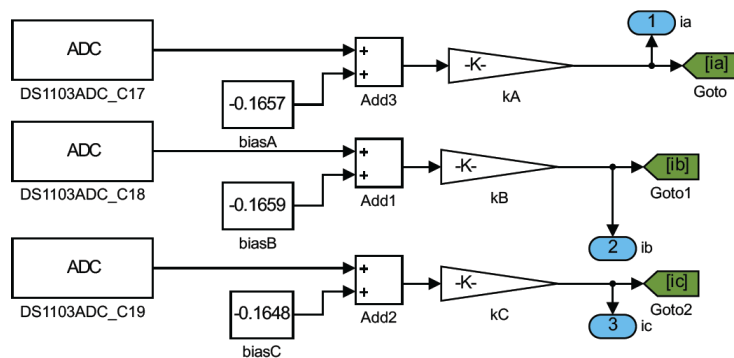 ADC
DS1103ADC_C17
-0.1657
biasA
+
+
Add3
-K-
kA
1
ia
[ia]
Goto
ADC
DS1103ADC_C18
-0.1659
biasB
+
+
Add1
-K-
kB
[ib]
Goto1
2
ib
ADC
DS1103ADC_C19
-0.1648
biasC
+
+
Add2
-K-
kC
[ic]
Goto2
3
ic